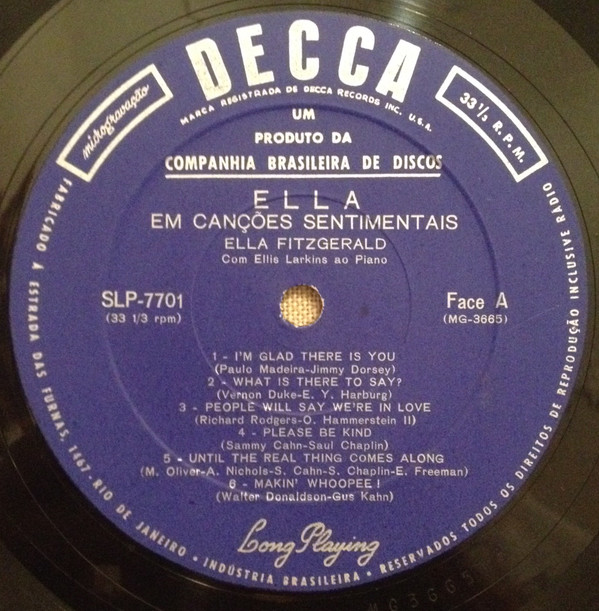 DECCA
MARCA REGISTRADA DE DECCA RECORDS INC. U.S.A.
microgravação
33 1/3 R.P.M.
UM
PRODUTO DA
COMPANHIA BRASILEIRA DE DISCOS
ELLA
EM CANÇÕES SENTIMENTAIS
ELLA FITZGERALD
Com Ellis Larkins ao Piano
SLP-7701
(33 1/3 rpm)
Face A
(MG-3665)
1 - I'M GLAD THERE IS YOU
(Paulo Madeira-Jimmy Dorsey)
2 - WHAT IS THERE TO SAY?
(Vernon Duke-E. Y. Harburg)
3 - PEOPLE WILL SAY WE'RE IN LOVE
(Richard Rodgers-O. Hammerstein II)
4 - PLEASE BE KIND
(Sammy Cahn-Saul Chaplin)
5 - UNTIL THE REAL THING COMES ALONG
(M. Oliver-A. Nichols-S. Cahn-S. Chaplin-E. Freeman)
6 - MAKIN' WHOOPEE!
(Walter Donaldson-Gus Kahn)
Long Playing
FABRICADO À ESTRADA DAS FURNAS, 1467 - RIO DE JANEIRO • INDÚSTRIA BRASILEIRA • RESERVADOS TODOS OS DIREITOS DE REPRODUÇÃO INCLUSIVE RÁDIO